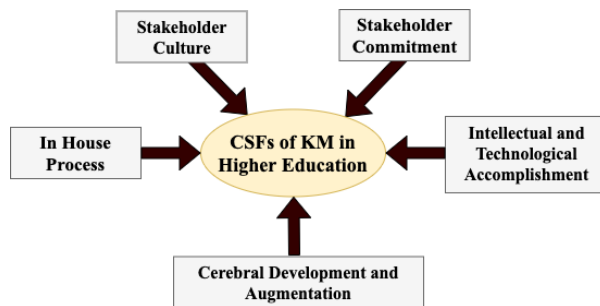 Stakeholder
Culture
Stakeholder
Commitment
In House
Process
CSFs of KM in
Higher Education
Intellectual and
Technological
Accomplishment
Cerebral Development and
Augmentation